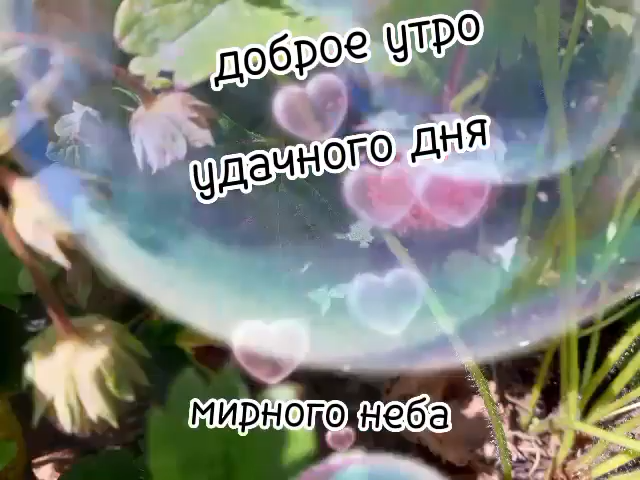 доброе утро
удачного дня
мирного неба